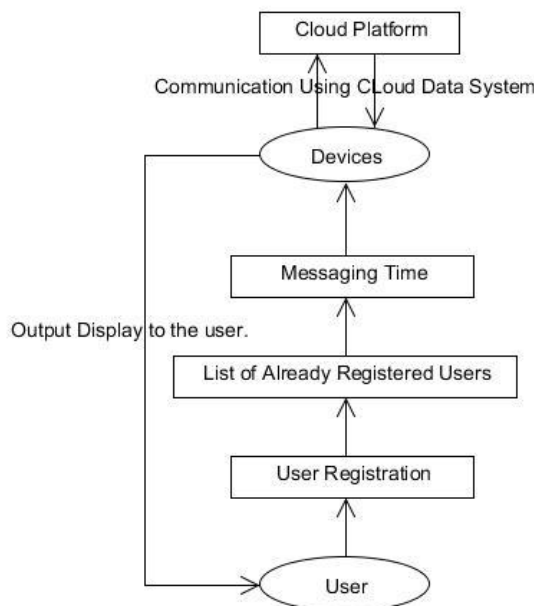 Cloud Platform
Communication Using CLoud Data System
Devices
Messaging Time
Output Display to the user.
List of Already Registered Users
User Registration
User